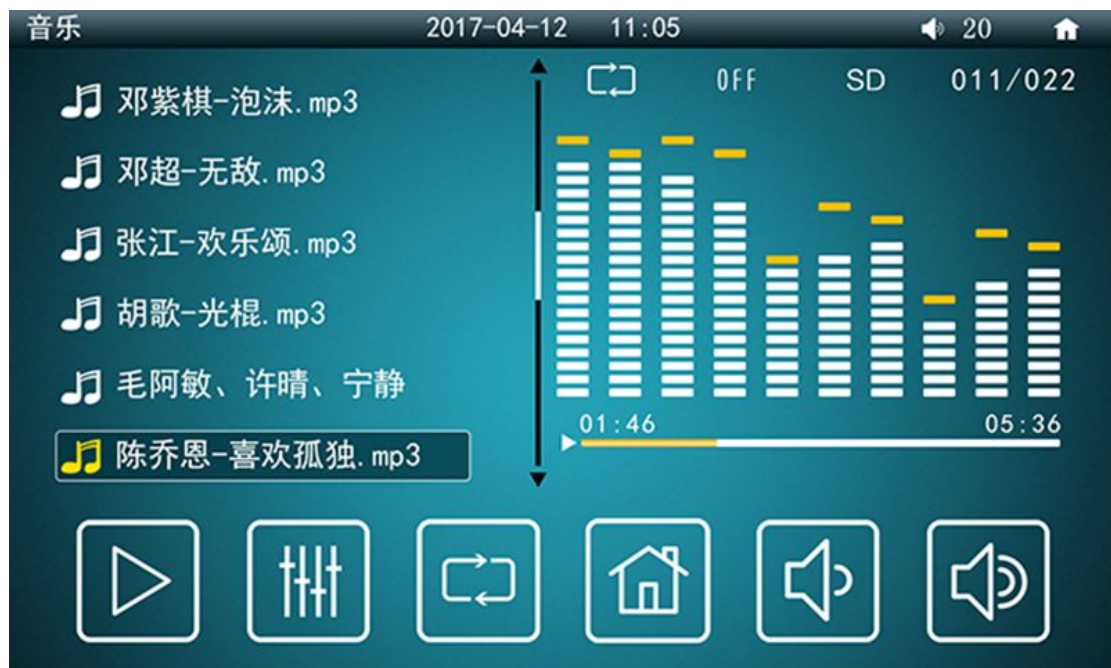 音乐 2017-04-12 11:05 20
OFF SD 011/022
邓紫棋-泡沫.mp3
邓超-无敌.mp3
张江-欢乐颂.mp3
胡歌-光棍.mp3
毛阿敏、许晴、宁静
陈乔恩-喜欢孤独.mp3
01:46 05:36